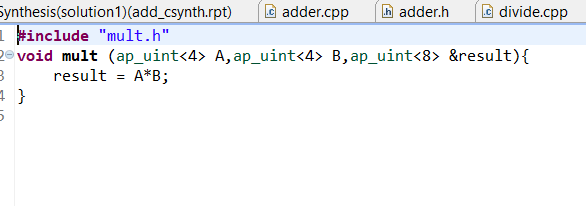 Synthesis(solution1)(add_csynth.rpt) adder.cpp adder.h divide.cpp
1 #include "mult.h"
2 void mult (ap_uint<4> A,ap_uint<4> B,ap_uint<8> &result){
3 result = A*B;
4 }
5